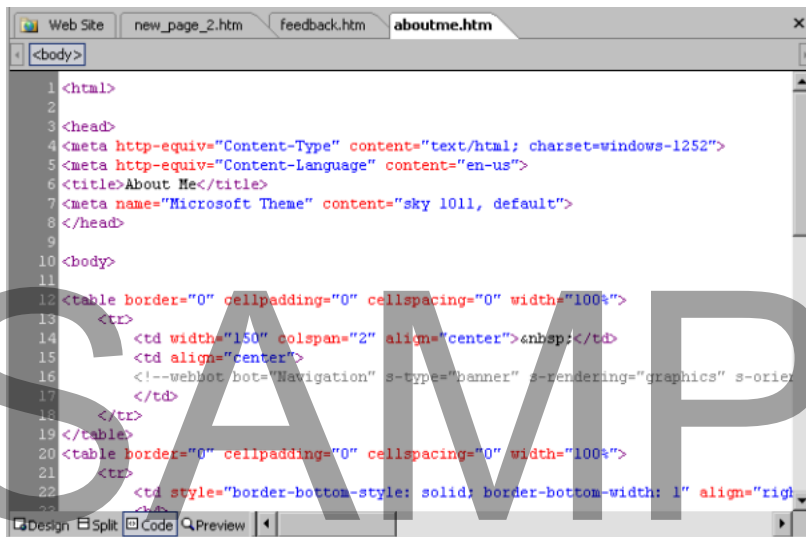 Web Site new_page_2.htm feedback.htm aboutme.htm
<body>
1 <html>
2
3 <head>
4 <meta http-equiv="Content-Type" content="text/html; charset=windows-1252">
5 <meta http-equiv="Content-Language" content="en-us">
6 <title>About Me</title>
7 <meta name="Microsoft Theme" content="sky 1011, default">
8 </head>
9
10 <body>
11
12 <table border="0" cellpadding="0" cellspacing="0" width="100%">
13 <tr>
14 <td width="150" colspan="2" align="center">&nbsp;</td>
15 <td align="center">
16 <!--webbot bot="Navigation" s-type="banner" s-rendering="graphics" s-orien
17 </td>
18 </tr>
19 </table>
20 <table border="0" cellpadding="0" cellspacing="0" width="100%">
21 <tr>
22 <td style="border-bottom-style: solid; border-bottom-width: 1" align="righ
SAMP
Design Split Code Preview